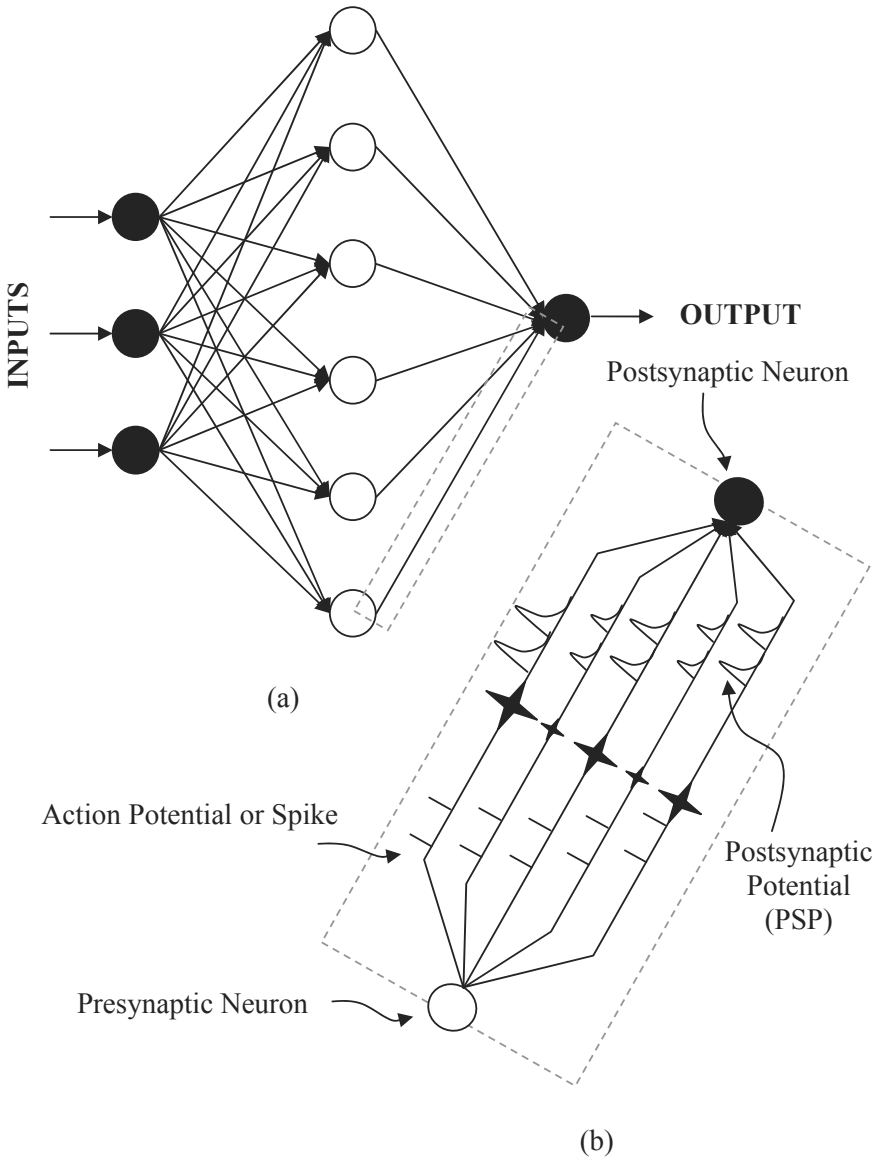 INPUTS
OUTPUT
Postsynaptic Neuron
(a)
Action Potential or Spike
Postsynaptic
Potential
(PSP)
Presynaptic Neuron
(b)